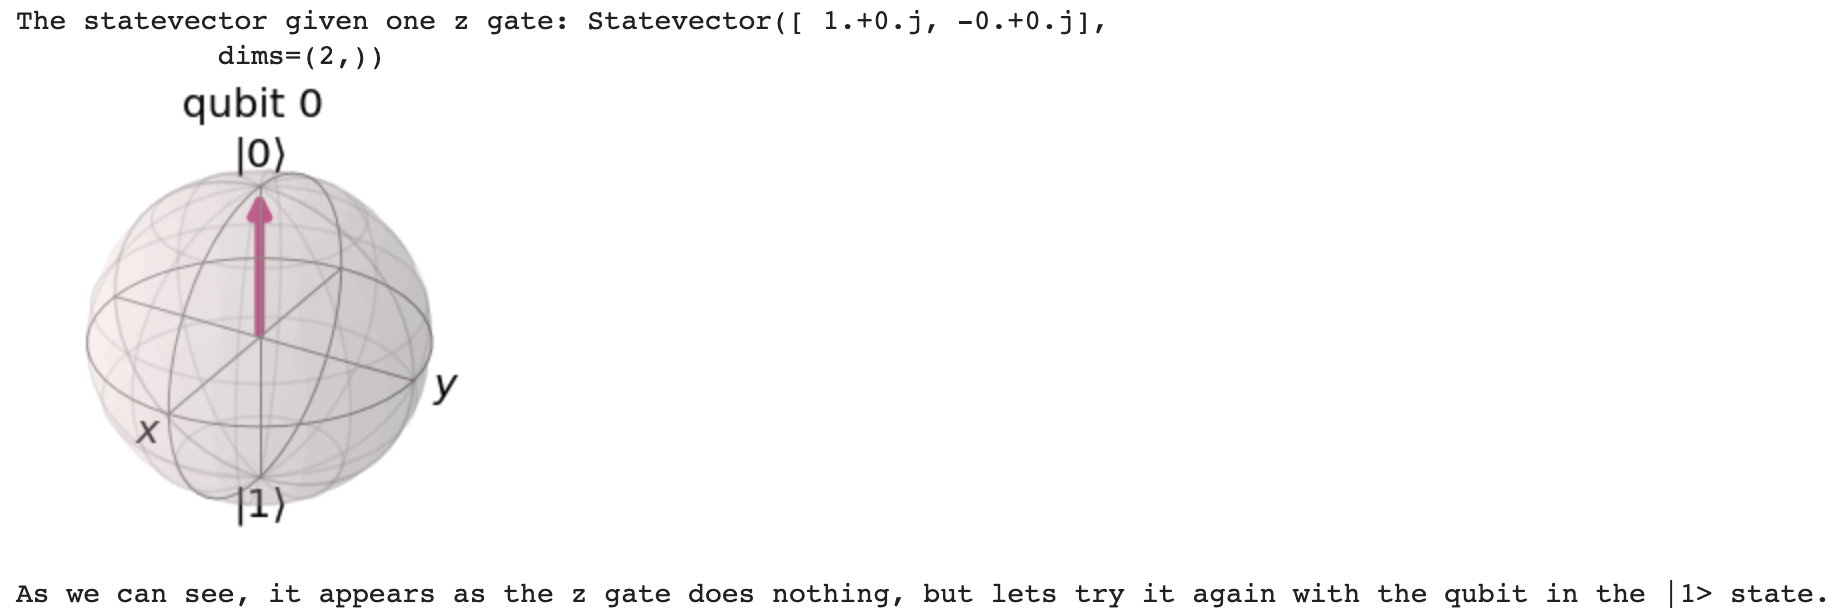 The statevector given one z gate: Statevector([ 1.+0.j, -0.+0.j],
dims=(2,))
qubit 0
|0⟩
y
x
|1⟩
As we can see, it appears as the z gate does nothing, but lets try it again with the qubit in the |1> state.